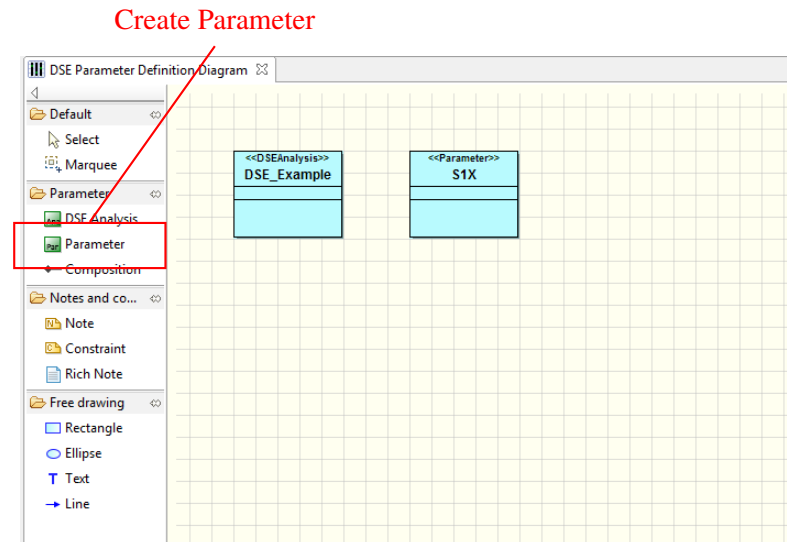 Create Parameter
DSE Parameter Definition Diagram
Default
Select
Marquee
Parameter
DSE Analysis
Parameter
Composition
Notes and co...
Note
Constraint
Rich Note
Free drawing
Rectangle
Ellipse
T Text
Line
<<DSEAnalysis>>
DSE_Example
<<Parameter>>
S1X